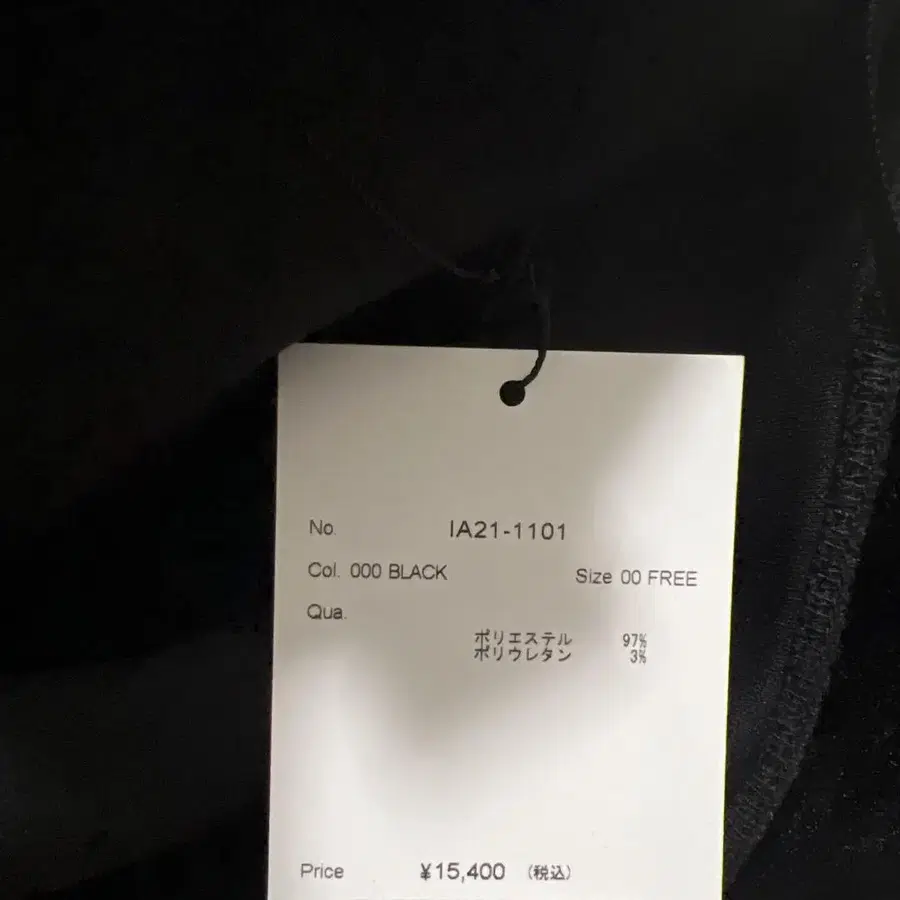 No. IA21-1101
Col. 000 BLACK Size 00 FREE
Qua.
ポリエステル 97%
ポリウレタン 3%
Price ¥15,400 (税込)